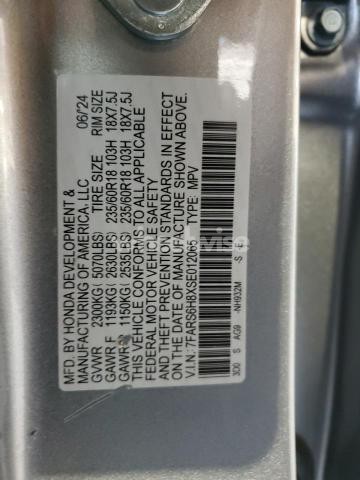 MFD. BY HONDA DEVELOPMENT & 06/'24
MANUFACTURING OF AMERICA, LLC
GVWR 2300KG( 5070LBS) TIRE SIZE RIM SIZE
GAWR F 1193KG( 2630LBS) 235/60R18 103H 18X7.5J
GAWR 1150KG( 2535LBS) 235/60R18 103H 18X7.5J
THIS VEHICLE CONFORMS TO ALL APPLICABLE
FEDERAL MOTOR VEHICLE SAFETY
AND THEFT PREVENTION STANDARDS IN EFFECT
ON THE DATE OF MANUFACTURE SHOWN ABOVE.
V.I.N.: 7FARS6H8XSE012065 TYPE: MPV
3D0 S AG9 -NH932M -S -E